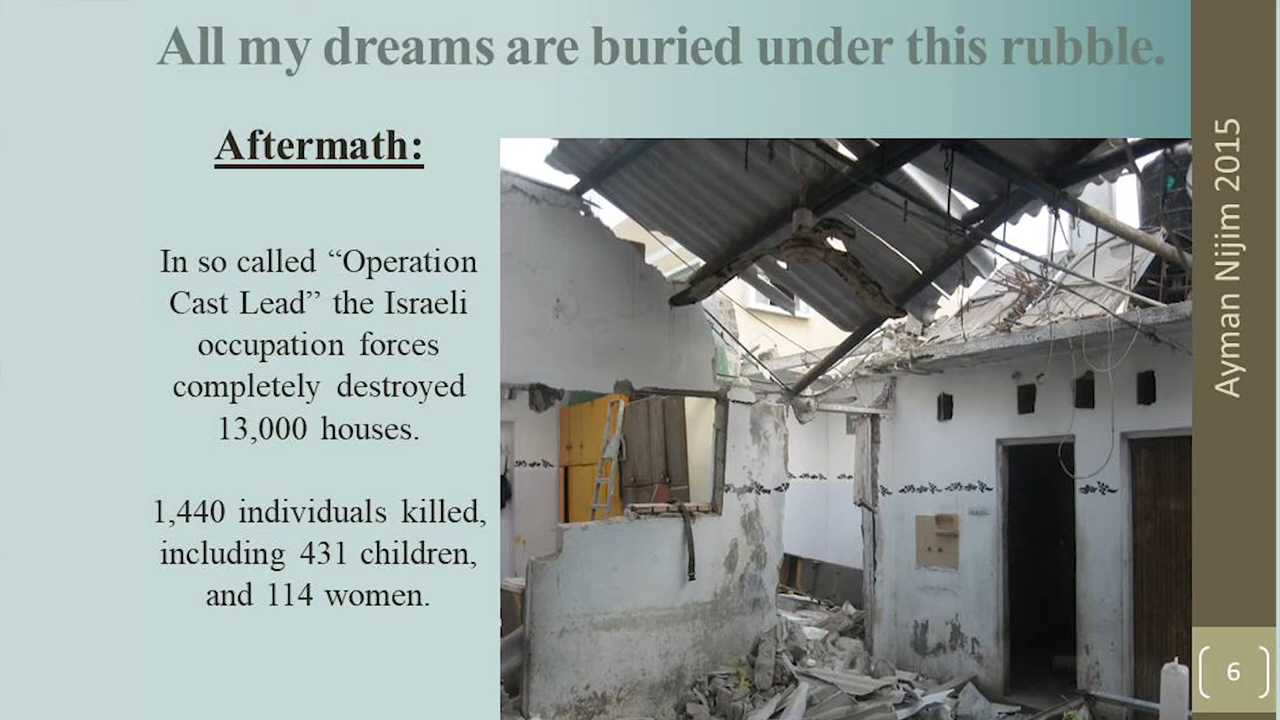 All my dreams are buried under this rubble.
Aftermath:
In so called “Operation
Cast Lead” the Israeli
occupation forces
completely destroyed
13,000 houses.
1,440 individuals killed,
including 431 children,
and 114 women.
Ayman Nijim 2015
6